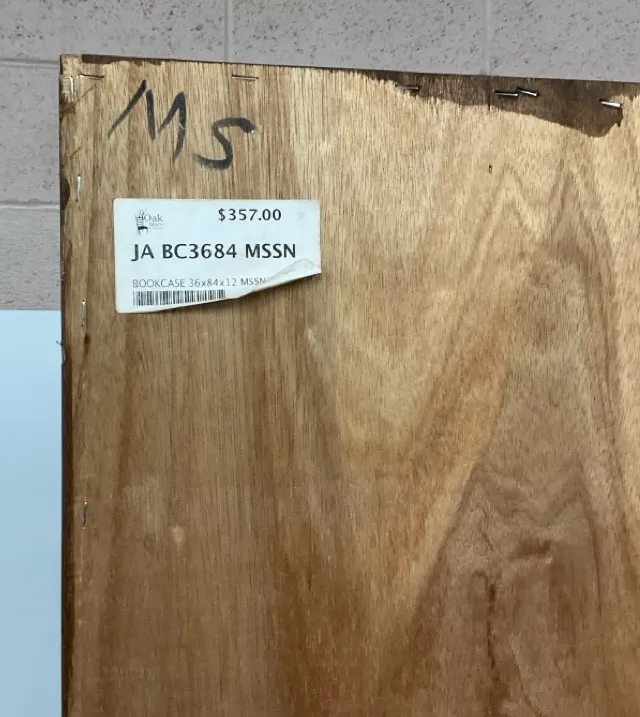 MS
Oak
$357.00
JA BC3684 MSSN
BOOKCASE 36x84x12 MSSN